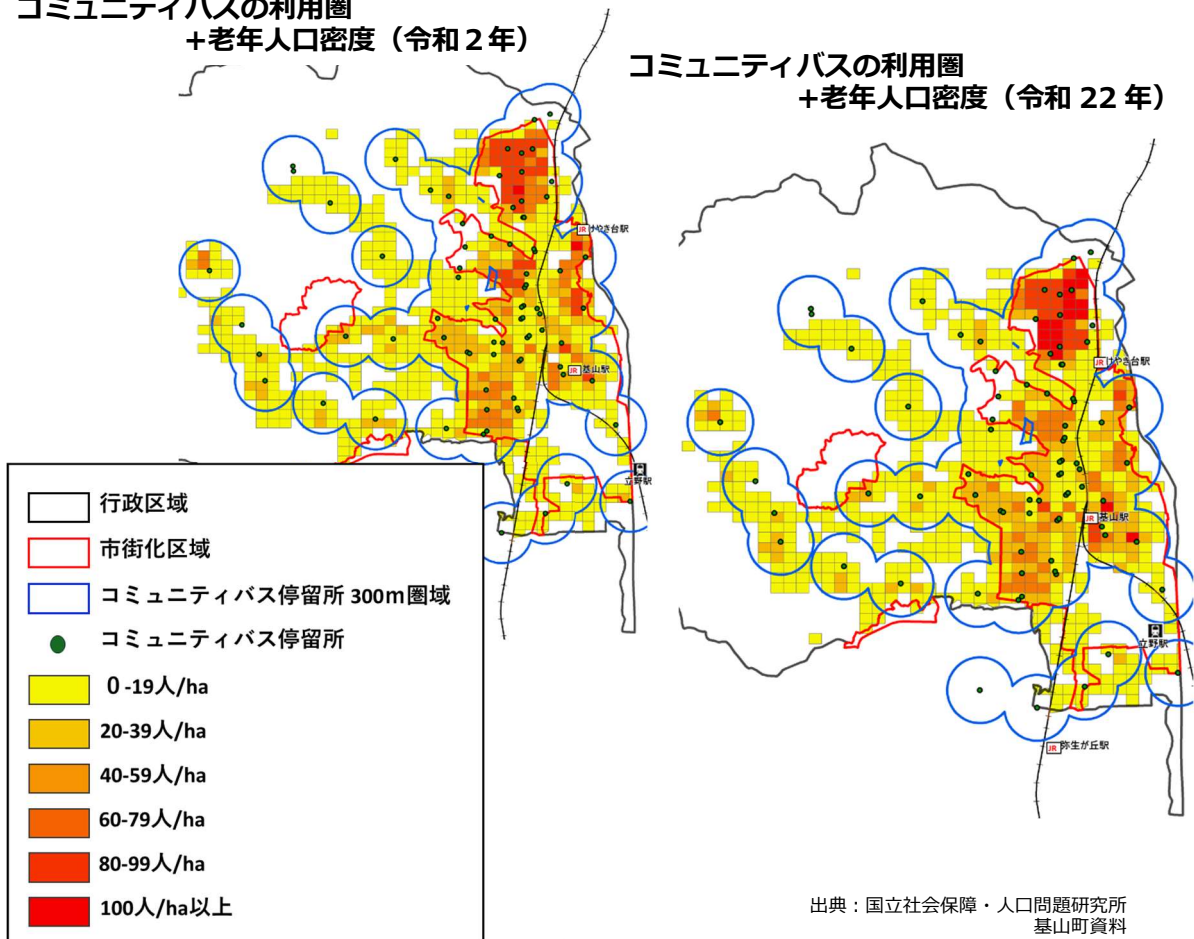 コミュニティバスの利用圏
+老年人口密度（令和２年）
コミュニティバスの利用圏
+老年人口密度（令和 22 年）
JR けやき台駅
JR 基山駅
立野駅
JR けやき台駅
JR 基山駅
立野駅
JR 弥生が丘駅
行政区域
市街化区域
コミュニティバス停留所 300m圏域
コミュニティバス停留所
０-19人/ha
20-39人/ha
40-59人/ha
60-79人/ha
80-99人/ha
100人/ha以上
出典：国立社会保障・人口問題研究所
基山町資料